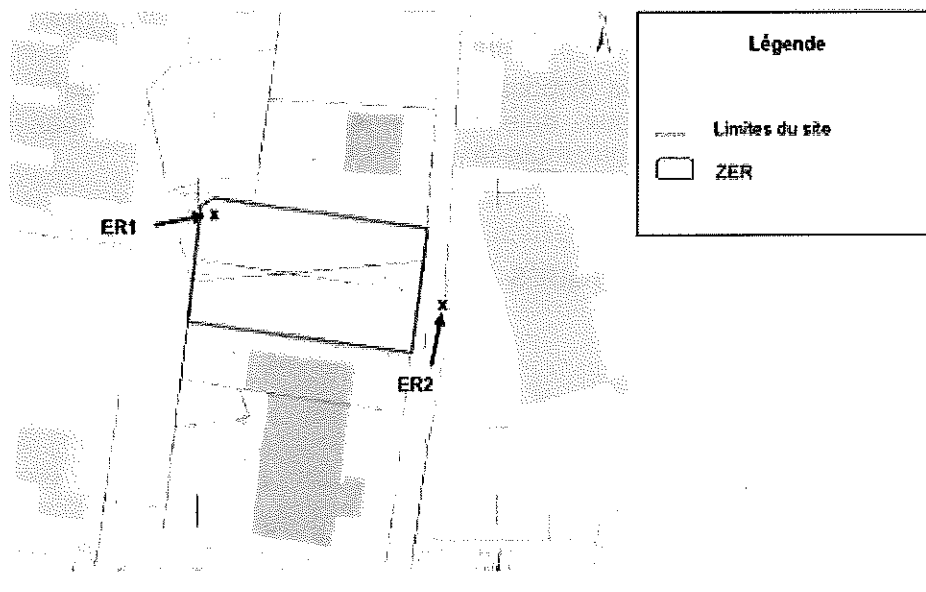 Légende
Limites du site
ZER
ER1
x
x
ER2